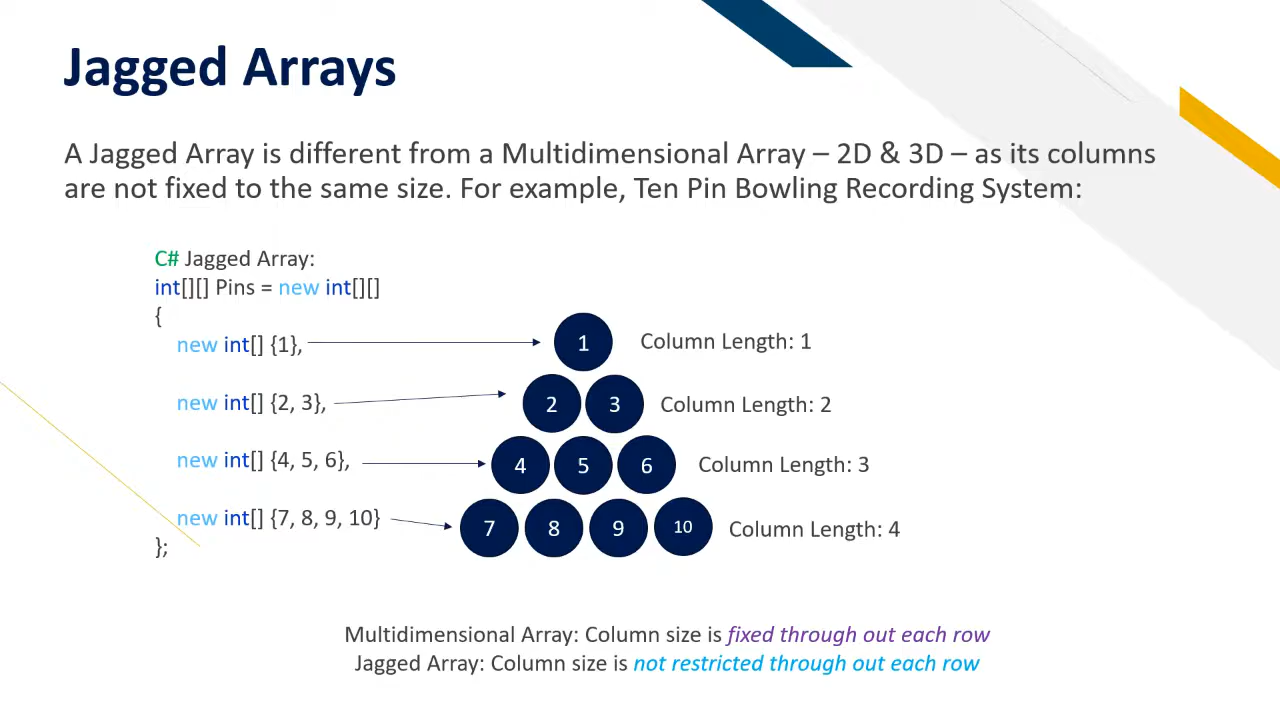 Jagged Arrays
A Jagged Array is different from a Multidimensional Array – 2D & 3D – as its columns
are not fixed to the same size. For example, Ten Pin Bowling Recording System:
C# Jagged Array:
int[][] Pins = new int[][]
{
new int[] {1},
1
Column Length: 1
new int[] {2, 3},
2 3
Column Length: 2
new int[] {4, 5, 6},
4 5 6
Column Length: 3
new int[] {7, 8, 9, 10}
7 8 9 10
Column Length: 4
};
Multidimensional Array: Column size is fixed through out each row
Jagged Array: Column size is not restricted through out each row